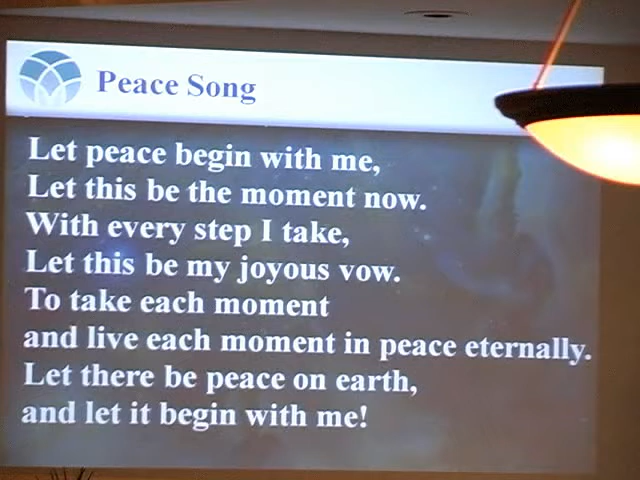 Peace Song
Let peace begin with me,
Let this be the moment now.
With every step I take,
Let this be my joyous vow.
To take each moment
and live each moment in peace eternally.
Let there be peace on earth,
and let it begin with me!